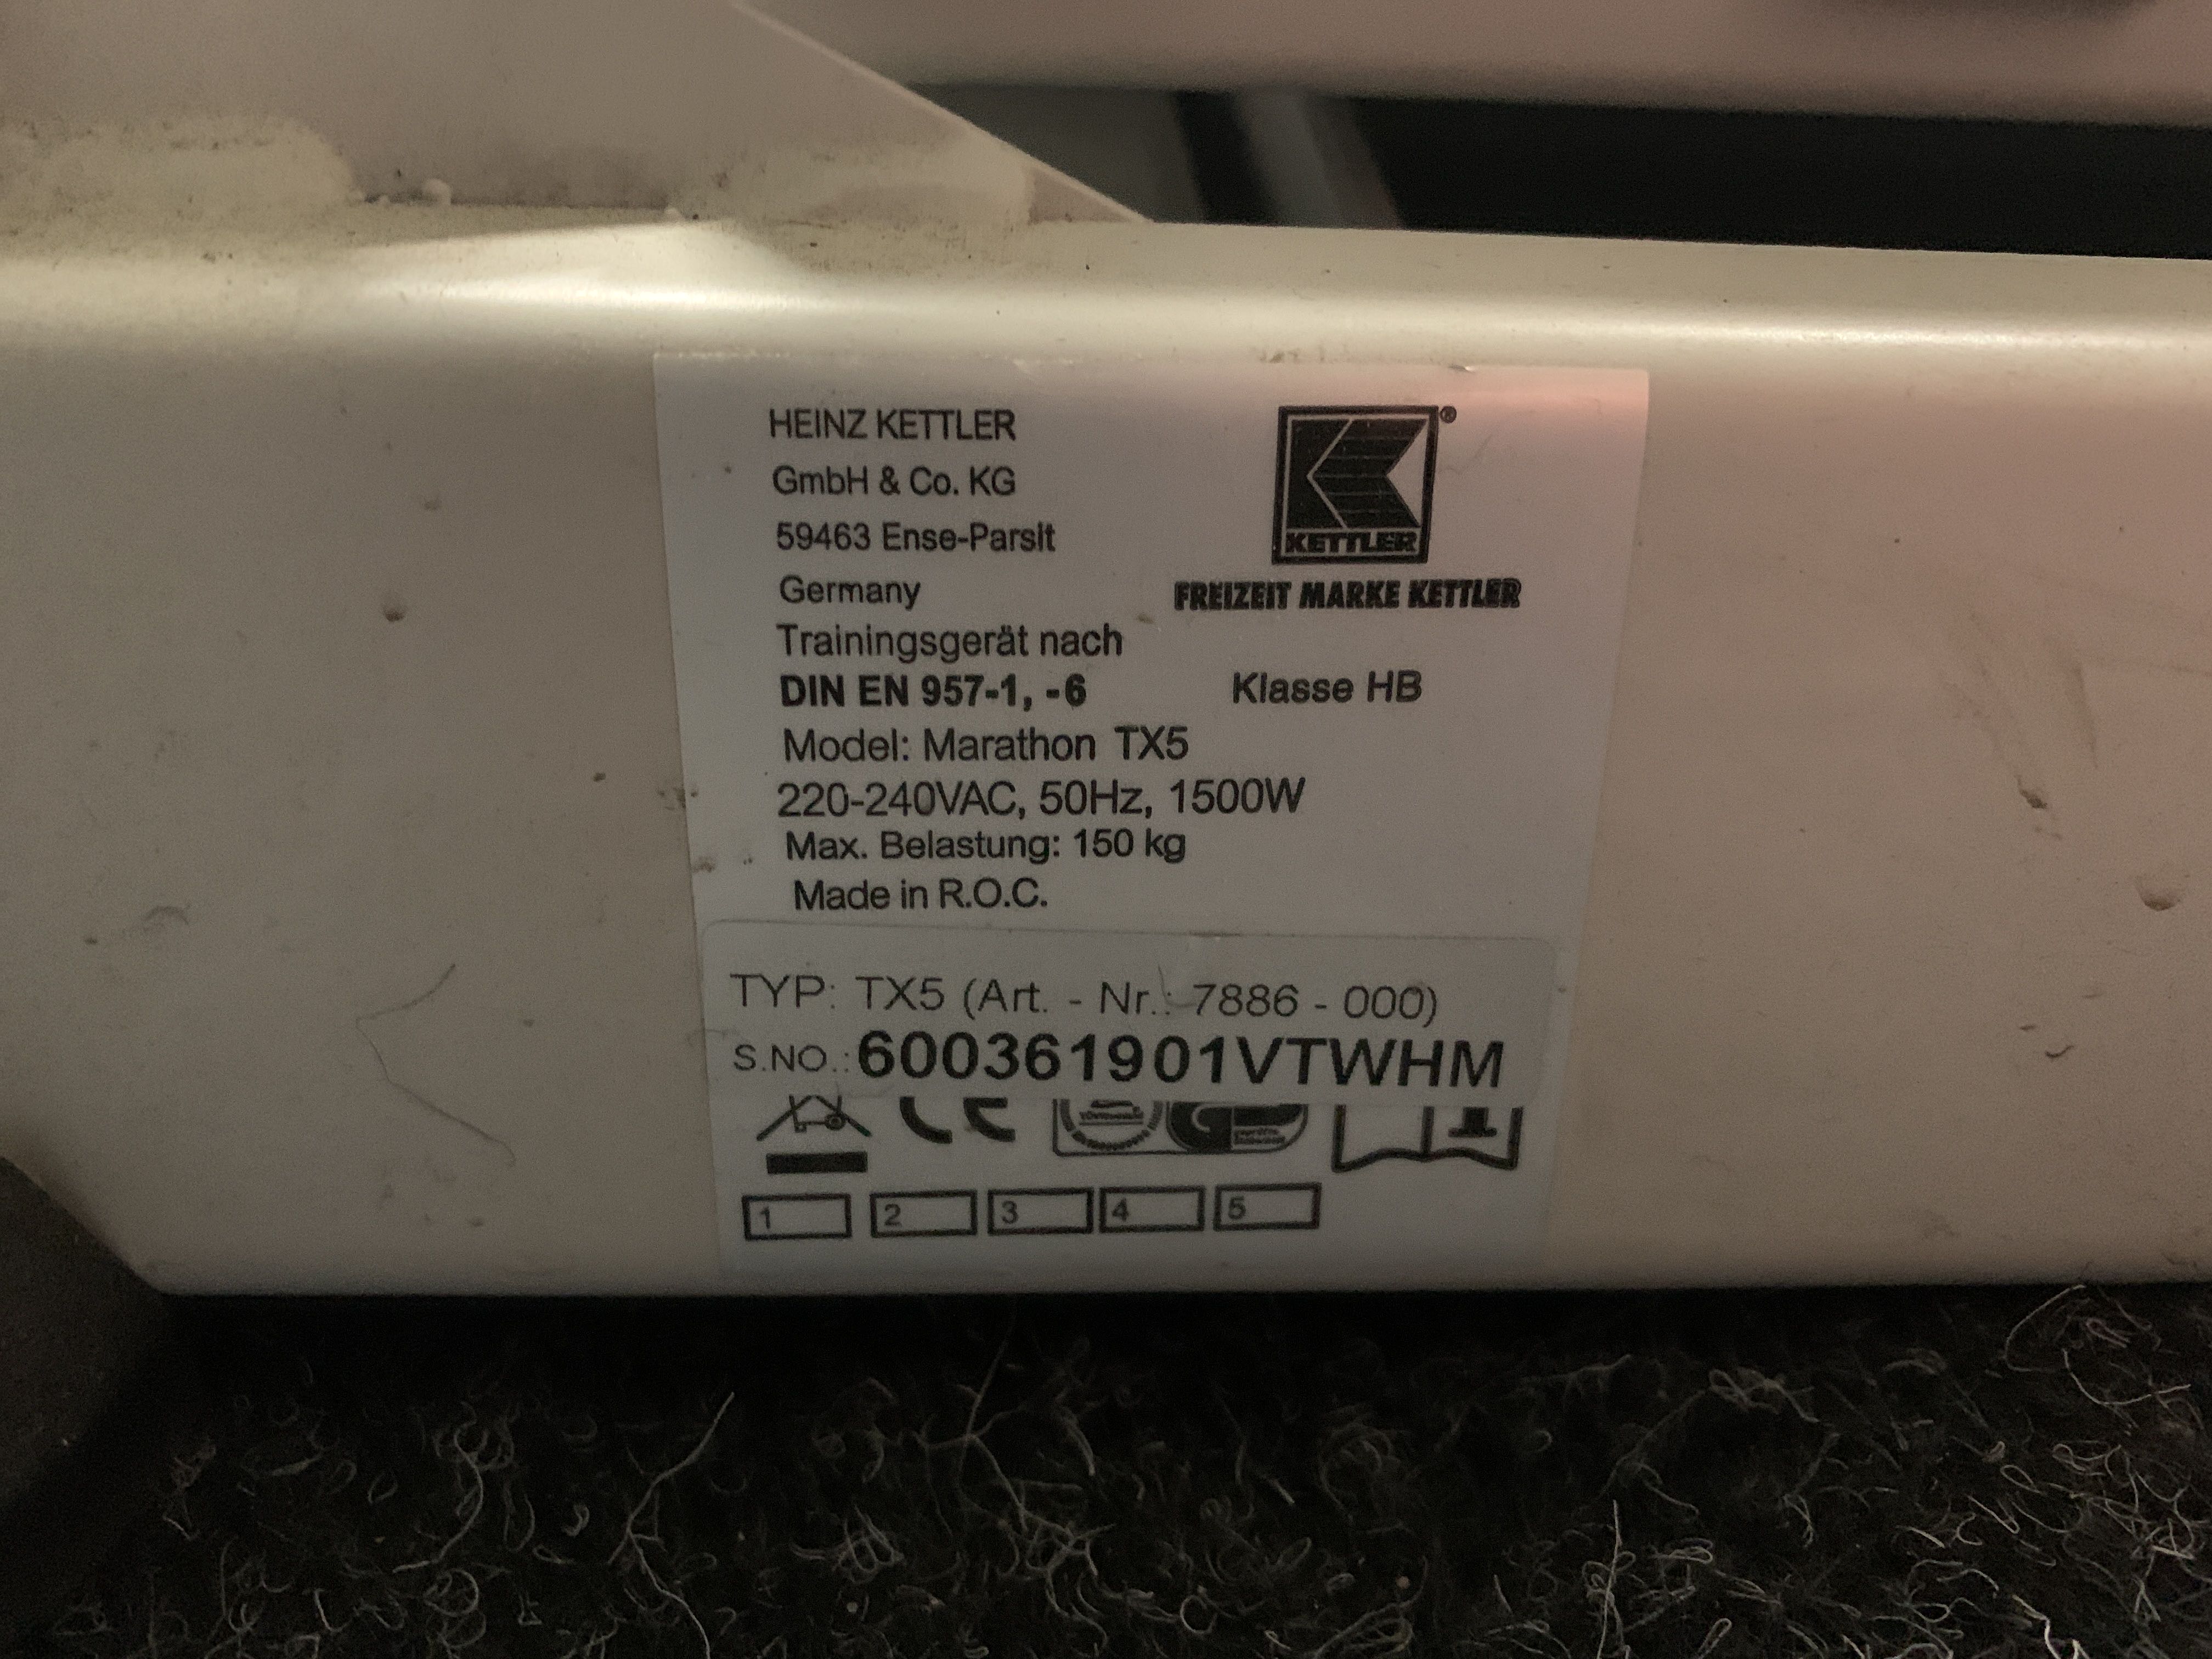 HEINZ KETTLER
GmbH & Co. KG
59463 Ense-Parsit
Germany
KETTLER ®
FREIZEIT MARKE KETTLER
Trainingsgerät nach
DIN EN 957-1, -6 Klasse HB
Model: Marathon TX5
220-240VAC, 50Hz, 1500W
Max. Belastung: 150 kg
Made in R.O.C.
TYP: TX5 (Art. - Nr.: 7886 - 000)
S.NO.: 600361901VTWHM
CE
1 2 3 4 5